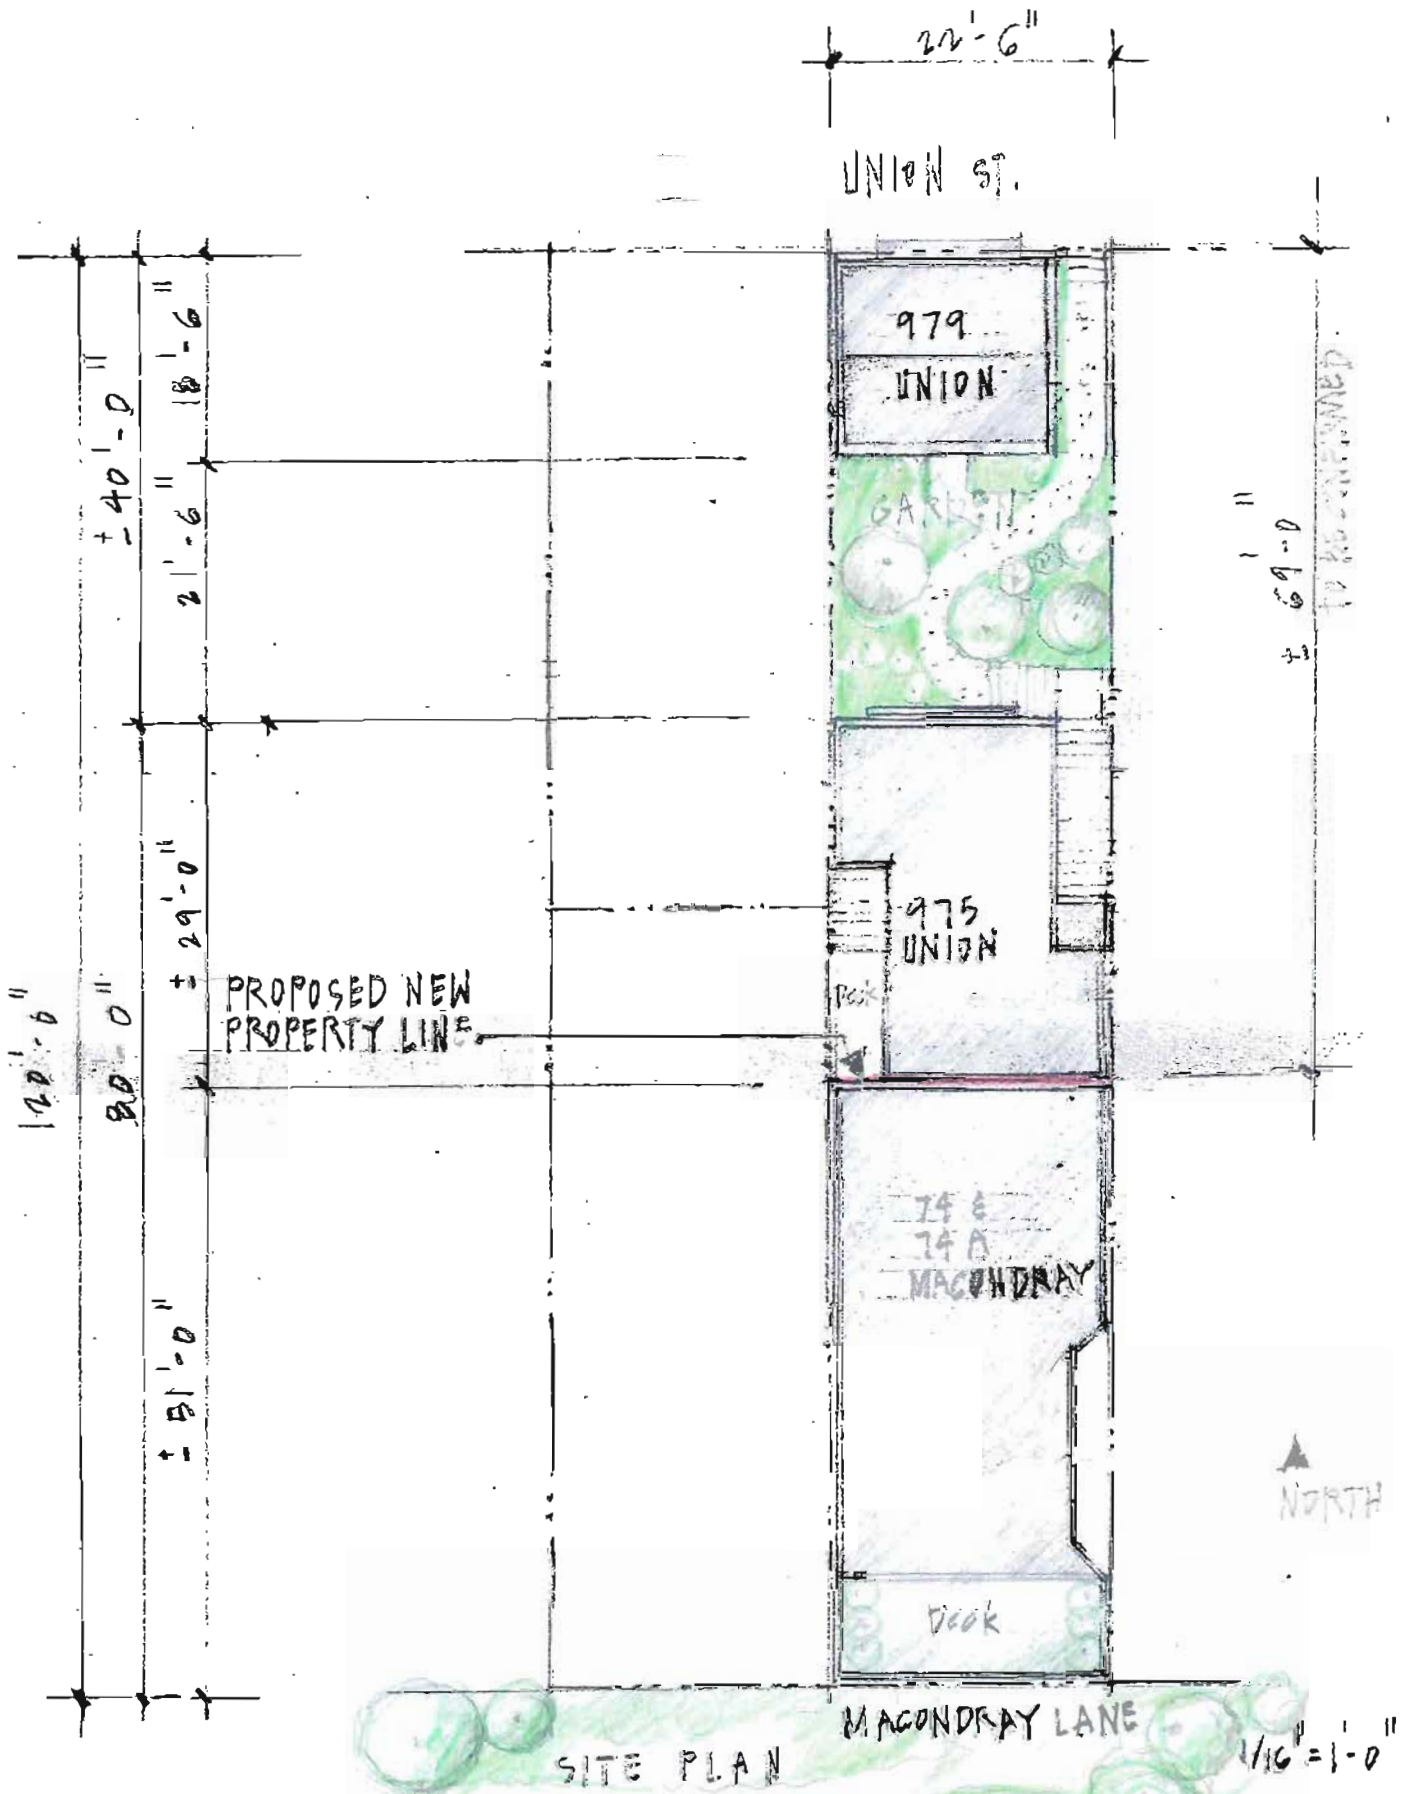 22'-6"
UNION ST.
18'-6"
± 40'-0"
21'-6"
979
UNION
GARDEN
± 69'-0"
± 29'-0"
975
UNION
Deck
PROPOSED NEW
PROPERTY LINE
120'-6"
80'-0"
74 &
74 A
MACONDRAY
± 51'-0"
NORTH
Deck
MACONDRAY LANE
SITE PLAN
1/16" = 1'-0"